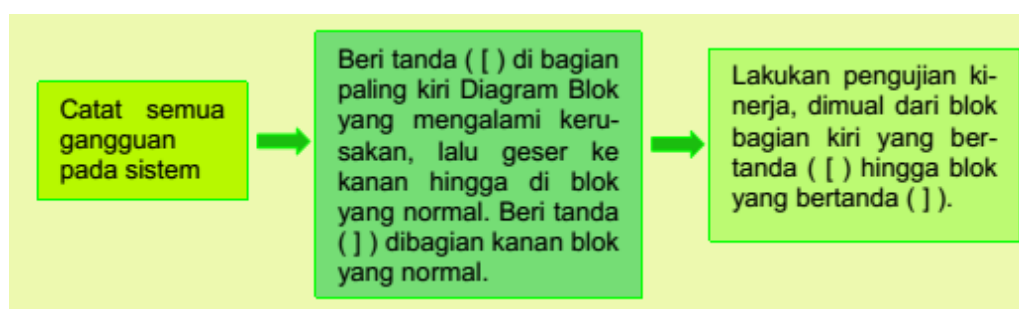 Catat semua
gangguan
pada sistem
Beri tanda ( [ ) di bagian
paling kiri Diagram Blok
yang mengalami keru-
sakan, lalu geser ke
kanan hingga di blok
yang normal. Beri tanda
( ] ) dibagian kanan blok
yang normal.
Lakukan pengujian ki-
nerja, dimual dari blok
bagian kiri yang ber-
tanda ( [ ) hingga blok
yang bertanda ( ] ).